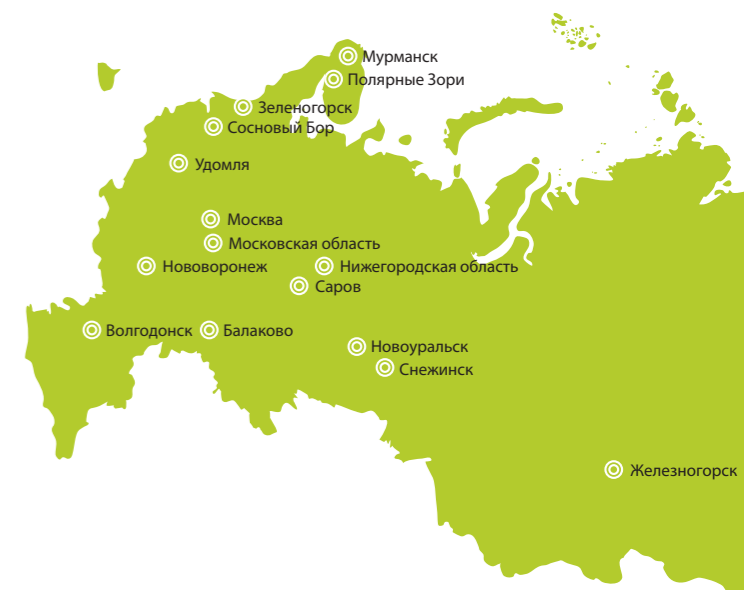 Мурманск
Полярные Зори
Зеленогорск
Сосновый Бор
Удомля
Москва
Московская область
Нововоронеж
Нижегородская область
Саров
Волгодонск
Балаково
Новоуральск
Снежинск
Железногорск